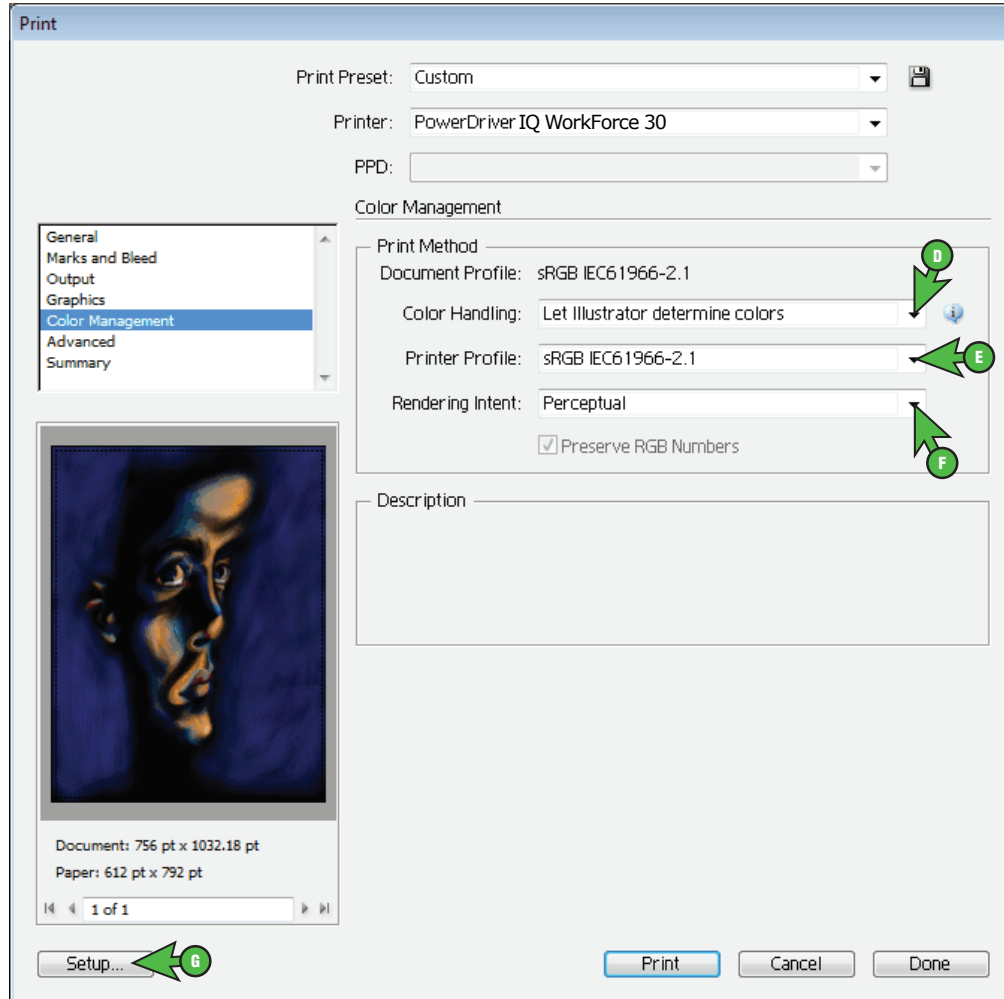 Print
Print Preset: Custom
Printer: PowerDriver IQ WorkForce 30
PPD:
Color Management
General
Marks and Bleed
Output
Graphics
Color Management
Advanced
Summary
Print Method
Document Profile: sRGB IEC61966-2.1
D
Color Handling: Let Illustrator determine colors
Printer Profile: sRGB IEC61966-2.1
E
Rendering Intent: Perceptual
Preserve RGB Numbers
F
Description
Document: 756 pt x 1032.18 pt
Paper: 612 pt x 792 pt
1 of 1
Setup...
G
Print
Cancel
Done